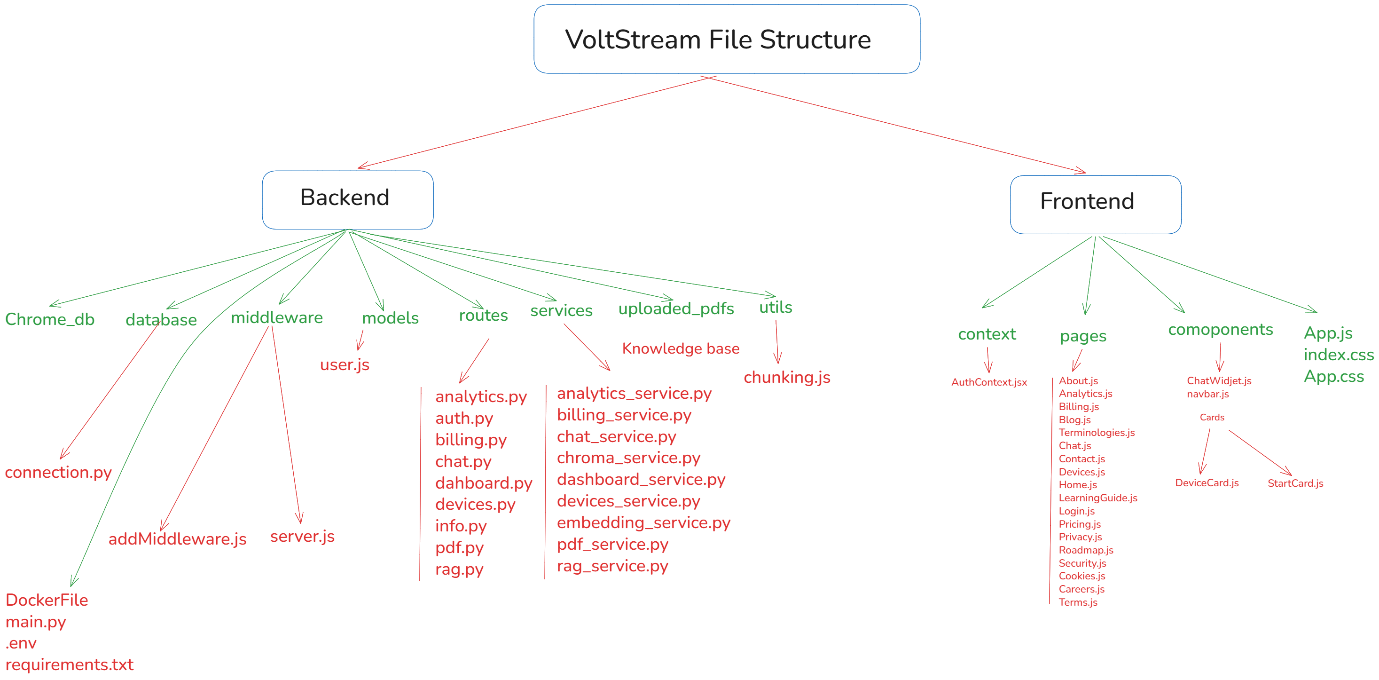 VoltStream File Structure
Backend
Frontend
Chrome_db
database
middleware
models
routes
services
uploaded_pdfs
utils
connection.py
addMiddleware.js
server.js
user.js
analytics.py
auth.py
billing.py
chat.py
dahboard.py
devices.py
info.py
pdf.py
rag.py
analytics_service.py
billing_service.py
chat_service.py
chroma_service.py
dashboard_service.py
devices_service.py
embedding_service.py
pdf_service.py
rag_service.py
Knowledge base
chunking.js
DockerFile
main.py
.env
requirements.txt
context
pages
comoponents
App.js
index.css
App.css
AuthContext.jsx
About.js
Analytics.js
Billing.js
Blog.js
Terminologies.js
Chat.js
Contact.js
Devices.js
Home.js
LearningGuide.js
Login.js
Pricing.js
Privacy.js
Roadmap.js
Security.js
Cookies.js
Careers.js
Terms.js
ChatWidjet.js
navbar.js
Cards
DeviceCard.js
StartCard.js